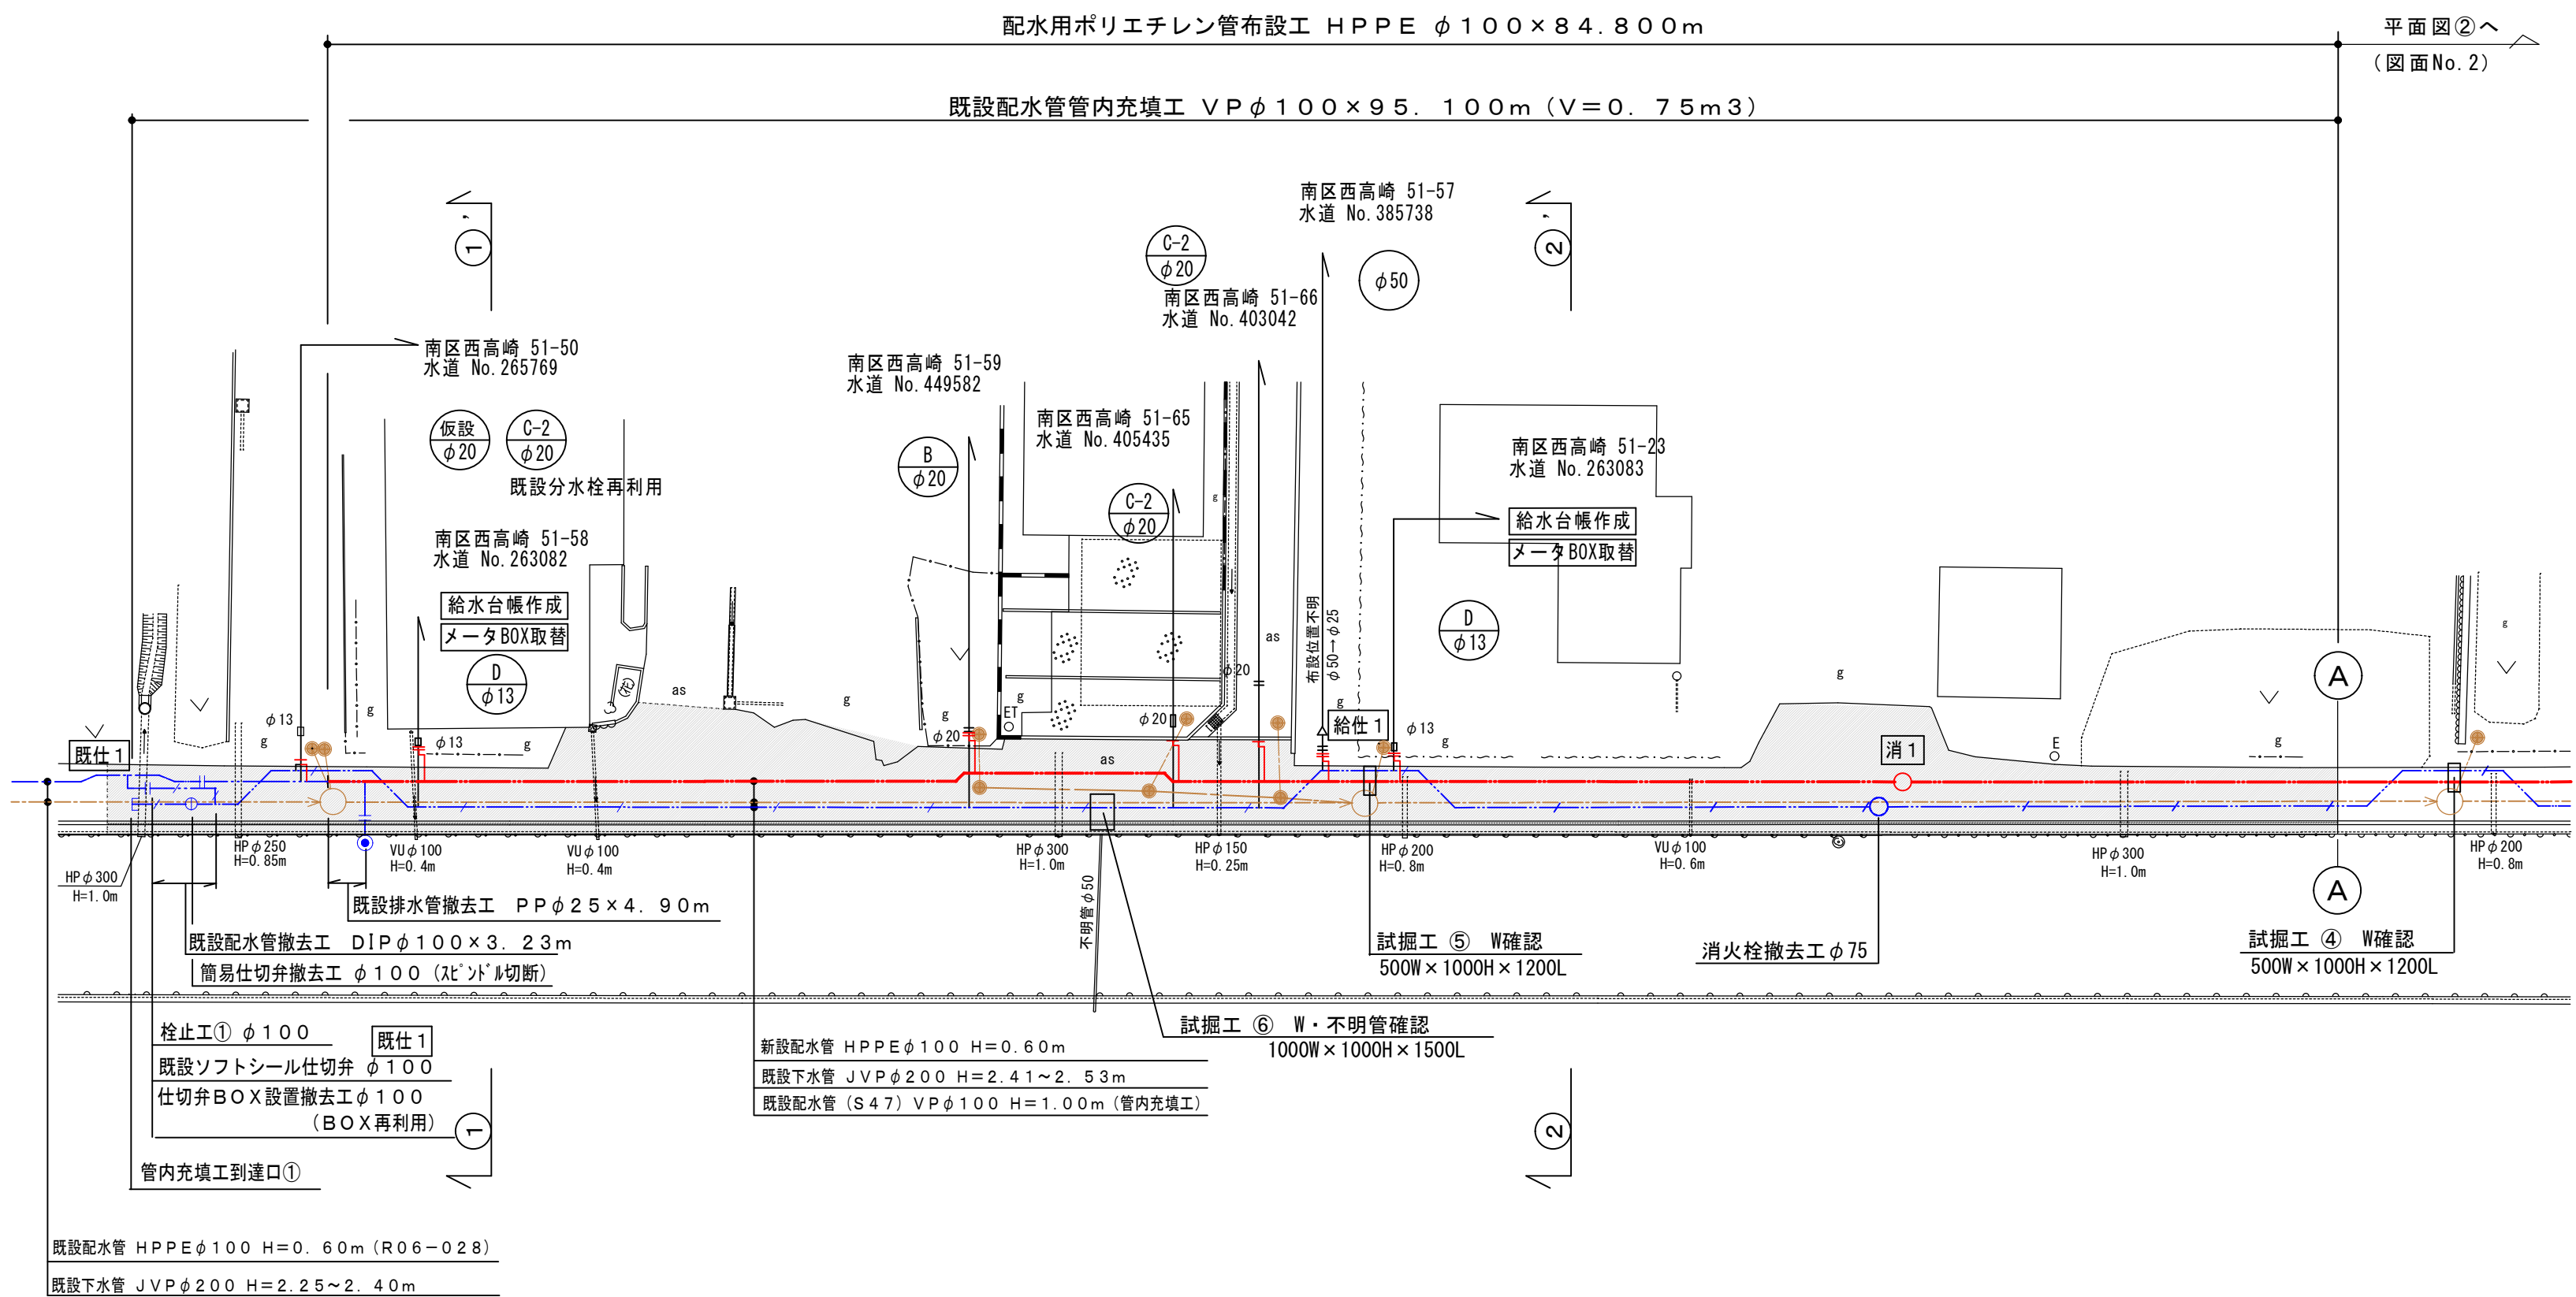 配水用ポリエチレン管布設工 ＨＰＰＥ φ１００×８４.８００ｍ
平面図②へ
(図面No.2)
既設配水管管内充填工 ＶＰφ１００×９５．１００ｍ（Ｖ＝０．７５ｍ３）
1
’
2
’
南区西高崎 51-57
水道 No.385738
C-2
φ20
φ50
南区西高崎 51-66
水道 No.403042
南区西高崎 51-50
水道 No.265769
南区西高崎 51-59
水道 No.449582
仮設
φ20
C-2
φ20
既設分水栓再利用
B
φ20
南区西高崎 51-65
水道 No.405435
C-2
φ20
南区西高崎 51-23
水道 No.263083
給水台帳作成
メータBOX取替
南区西高崎 51-58
水道 No.263082
給水台帳作成
メータBOX取替
D
φ13
D
φ13
布設位置不明
φ50→φ25
(花)
as
g
g
as
φ20
g
g
g
A
既仕１
φ13
g
g
φ13
g
g
φ20
g
ET
φ20
as
g
給仕１
φ13
g
消１
E
g
HPφ300
H=1.0m
HPφ250
H=0.85m
VUφ100
H=0.4m
VUφ100
H=0.4m
HPφ300
H=1.0m
HPφ150
H=0.25m
HPφ200
H=0.8m
VUφ100
H=0.6m
HPφ300
H=1.0m
HPφ200
H=0.8m
A
不明管φ50
既設排水管撤去工　ＰＰφ２５×４．９０ｍ
既設配水管撤去工　ＤＩＰφ１００×３．２３ｍ
簡易仕切弁撤去工 φ１００（ｽﾋﾟﾝﾄﾞﾙ切断）
試掘工 ⑤　W確認
500W×1000H×1200L
消火栓撤去工φ75
試掘工 ④　W確認
500W×1000H×1200L
栓止工① φ１００
既仕１
既設ソフトシール仕切弁 φ１００
仕切弁ＢＯＸ設置撤去工φ１００
（ＢＯＸ再利用）
管内充填工到達口①
試掘工 ⑥　W・不明管確認
1000W×1000H×1500L
新設配水管 ＨＰＰＥφ１００ Ｈ＝０.６０ｍ
既設下水管 ＪＶＰφ２００ Ｈ＝２.４１～２．５３ｍ
既設配水管（Ｓ４７）ＶＰφ１００ Ｈ＝１.００ｍ（管内充填工）
1
2
既設配水管 ＨＰＰＥφ１００ Ｈ＝０．６０ｍ（Ｒ０６－０２８）
既設下水管 ＪＶＰφ２００ Ｈ＝２.２５～２．４０ｍ